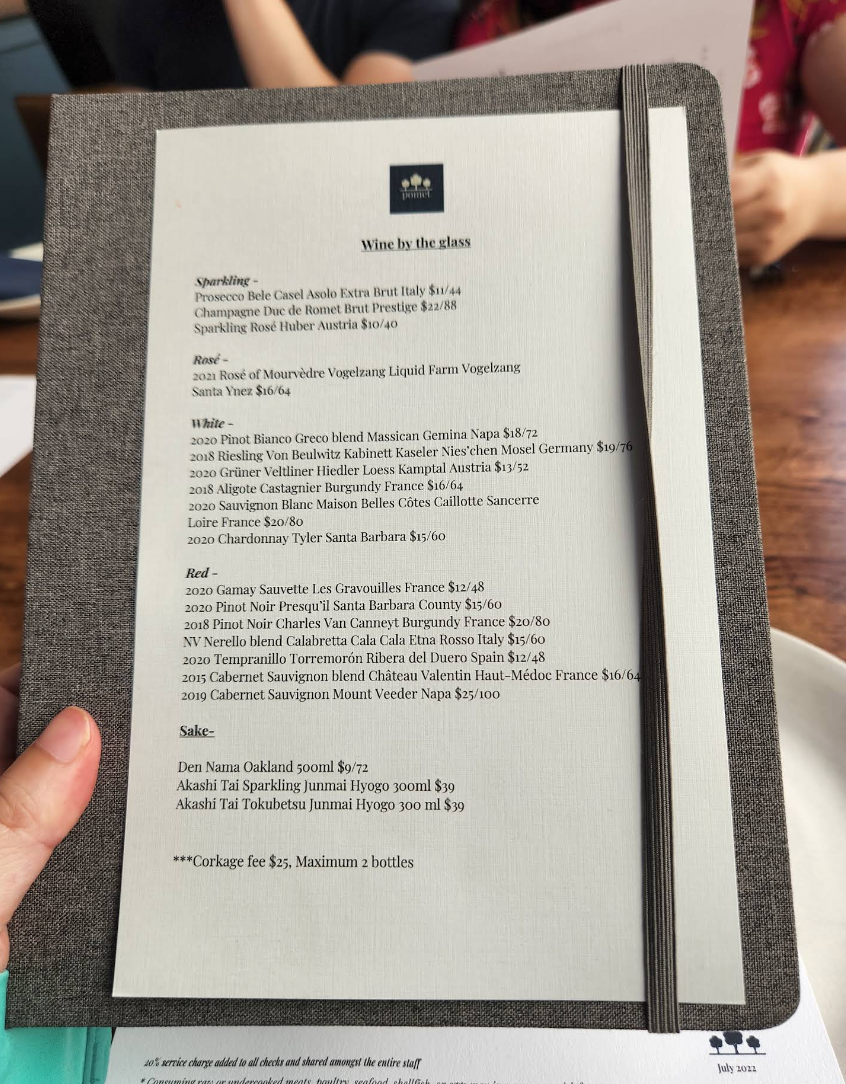 pomet
Wine by the glass
Sparkling -
Prosecco Bele Casel Asolo Extra Brut Italy $11/44
Champagne Duc de Romet Brut Prestige $22/88
Sparkling Rosé Huber Austria $10/40
Rosé -
2021 Rosé of Mourvèdre Vogelzang Liquid Farm Vogelzang
Santa Ynez $16/64
White -
2020 Pinot Bianco Greco blend Massican Gemina Napa $18/72
2018 Riesling Von Beulwitz Kabinett Kaseler Nies'chen Mosel Germany $19/76
2020 Grüner Veltliner Hiedler Loess Kamptal Austria $13/52
2018 Aligote Castagnier Burgundy France $16/64
2020 Sauvignon Blanc Maison Belles Côtes Caillotte Sancerre
Loire France $20/80
2020 Chardonnay Tyler Santa Barbara $15/60
Red -
2020 Gamay Sauvette Les Gravouilles France $12/48
2020 Pinot Noir Presqu'il Santa Barbara County $15/60
2018 Pinot Noir Charles Van Canneyt Burgundy France $20/80
NV Nerello blend Calabretta Cala Cala Etna Rosso Italy $15/60
2020 Tempranillo Torremorón Ribera del Duero Spain $12/48
2015 Cabernet Sauvignon blend Château Valentin Haut-Médoc France $16/64
2019 Cabernet Sauvignon Mount Veeder Napa $25/100
Sake-
Den Nama Oakland 500ml $9/72
Akashi Tai Sparkling Junmai Hyogo 300ml $39
Akashi Tai Tokubetsu Junmai Hyogo 300 ml $39
***Corkage fee $25, Maximum 2 bottles
20% service charge added to all checks and shared amongst the entire staff
July 2022
* Consuming raw or undercooked meats, poultry, seafood, shellfish, or eggs may